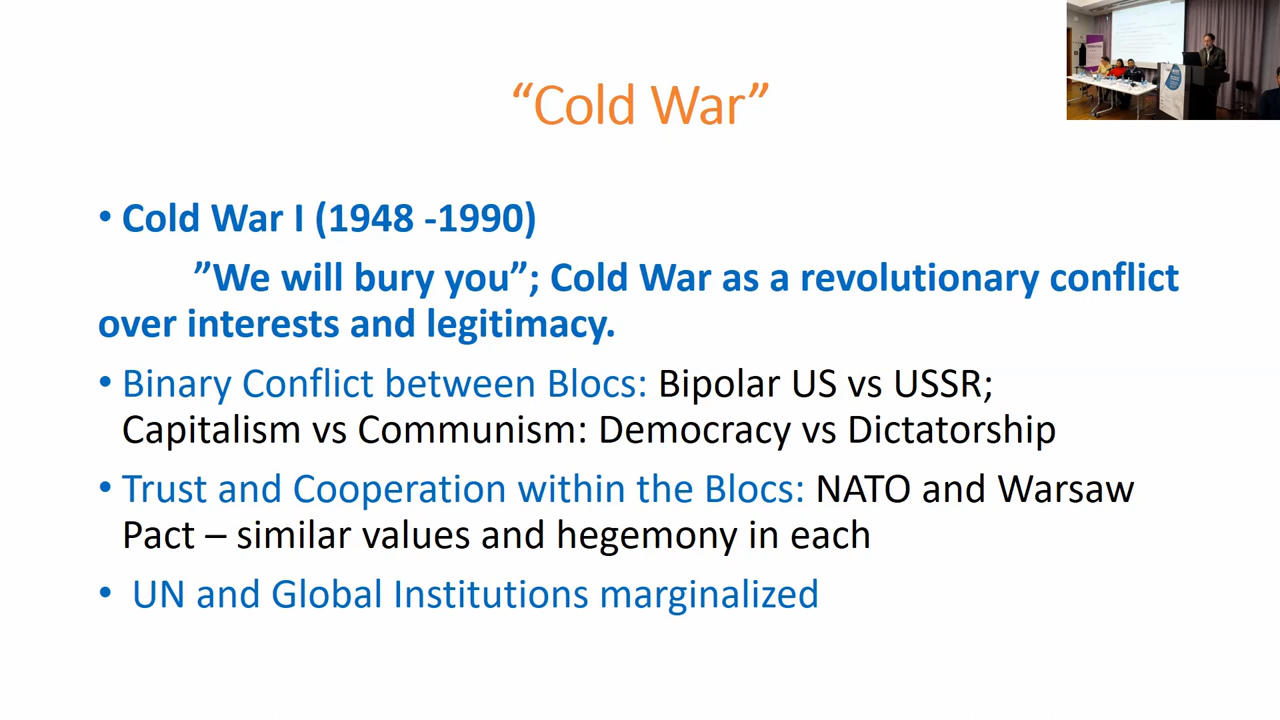 “Cold War”
• Cold War I (1948 -1990)
”We will bury you”; Cold War as a revolutionary conflict
over interests and legitimacy.
• Binary Conflict between Blocs: Bipolar US vs USSR;
Capitalism vs Communism: Democracy vs Dictatorship
• Trust and Cooperation within the Blocs: NATO and Warsaw
Pact – similar values and hegemony in each
• UN and Global Institutions marginalized